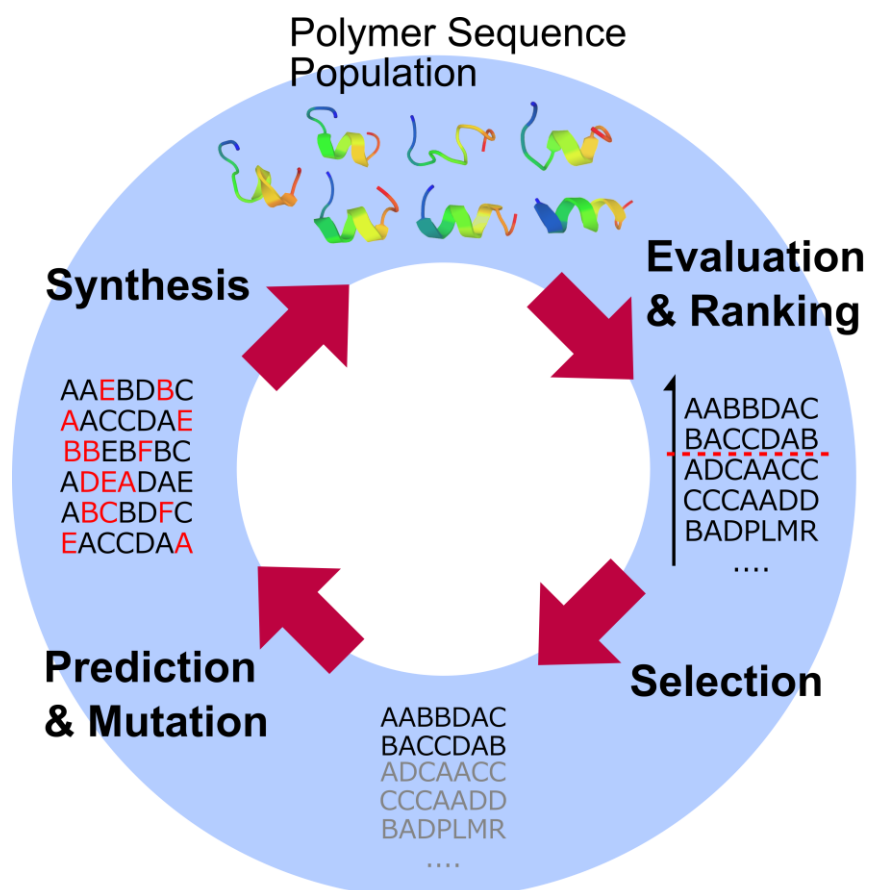 Polymer Sequence
Population
Evaluation
& Ranking
AABBDAC
BACCDAB
ADCAACC
CCCAADD
BADPLMR
....
Selection
AABBDAC
BACCDAB
ADCAACC
CCCAADD
BADPLMR
....
Prediction
& Mutation
AAEBDBC
AACCDAE
BBEBFBC
ADEADAE
ABCBDFC
EACCDAA
Synthesis